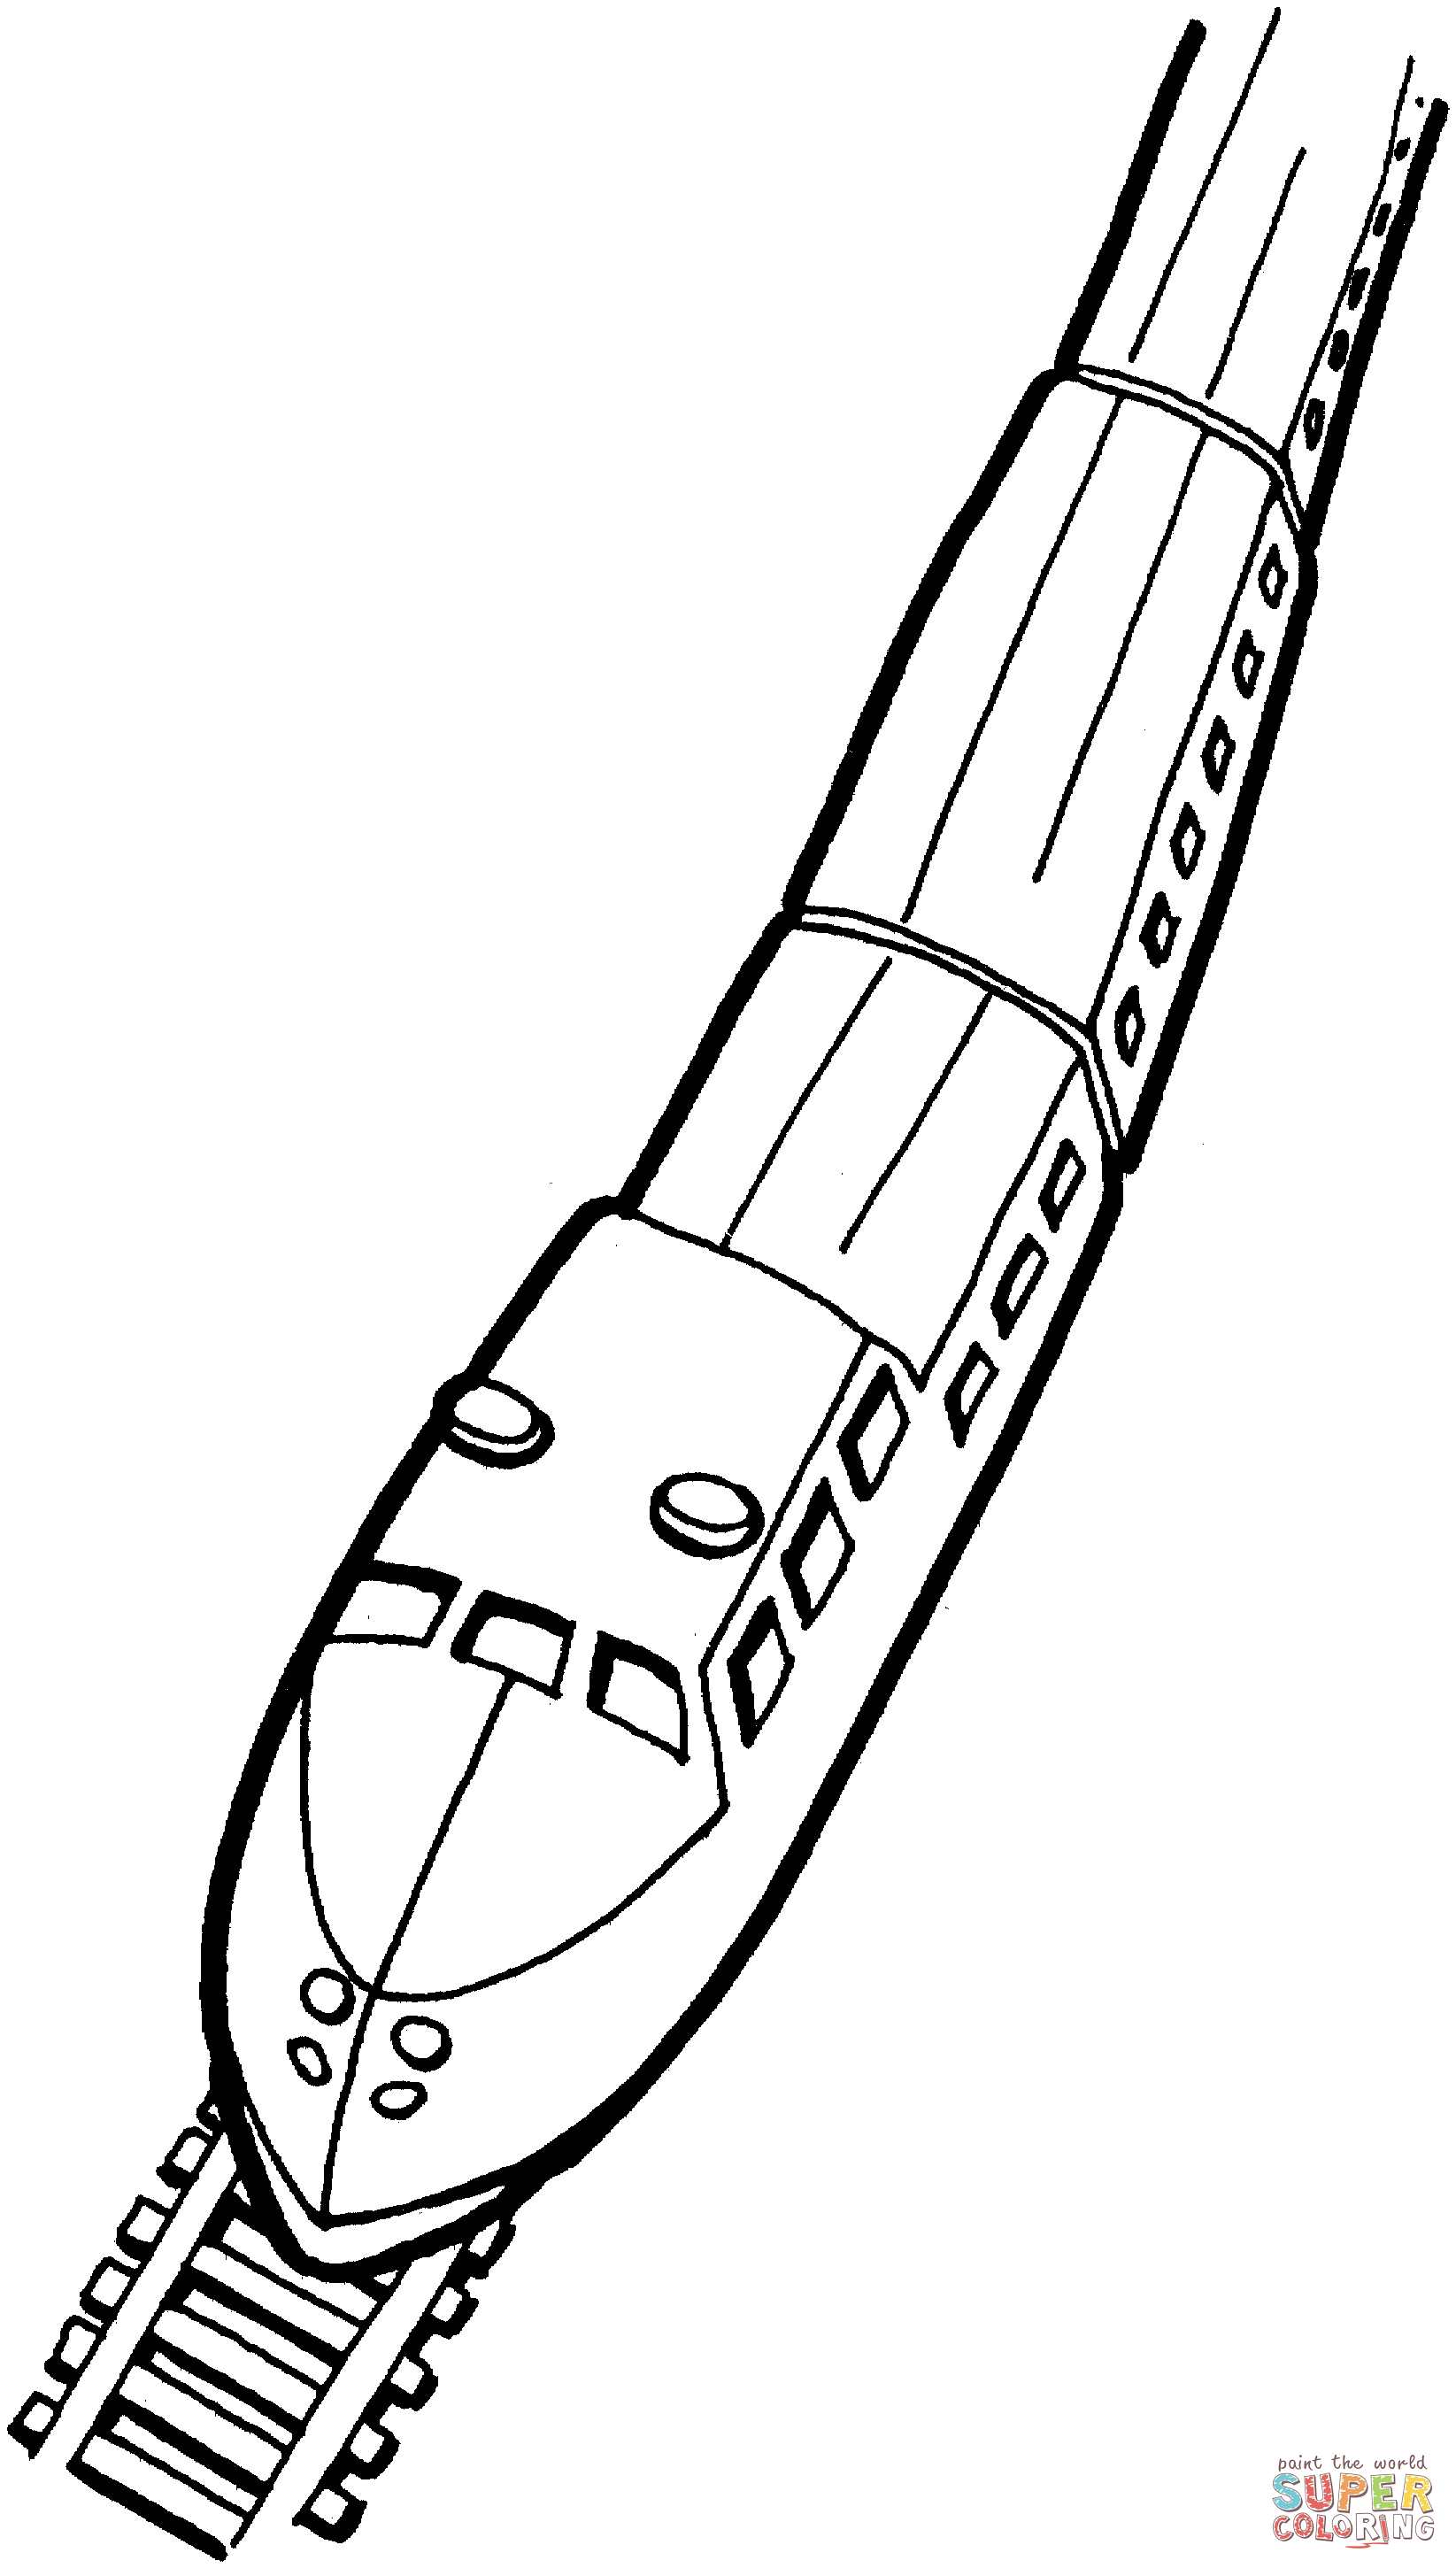 paint the world
SUPER
COLORING